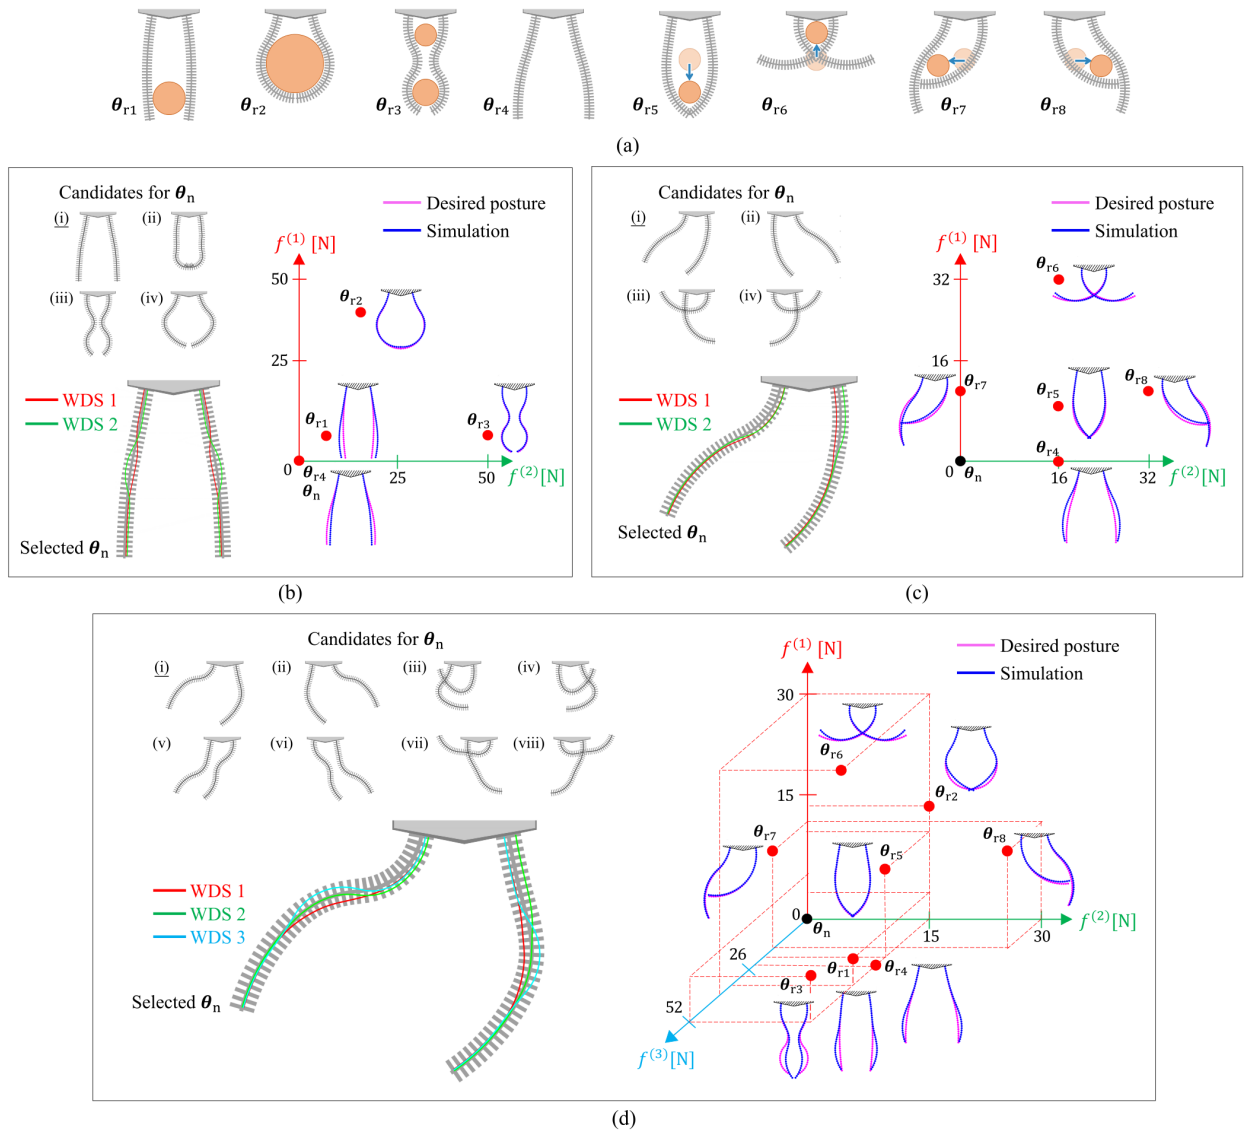 θr1 θr2 θr3 θr4 θr5 θr6 θr7 θr8
(a)
Candidates for θn
(i) (ii)
(iii) (iv)
WDS 1
WDS 2
Selected θn
Desired posture
Simulation
f(1) [N]
50
25
0
25
50
f(2)[N]
θr2
θr1
θr3
θr4
θn
(b)
Candidates for θn
(i) (ii)
(iii) (iv)
WDS 1
WDS 2
Selected θn
Desired posture
Simulation
f(1) [N]
32
16
0
16
32
f(2)[N]
θr6
θr7
θr5
θr8
θr4
θn
(c)
Candidates for θn
(i) (ii) (iii) (iv)
(v) (vi) (vii) (viii)
WDS 1
WDS 2
WDS 3
Selected θn
Desired posture
Simulation
f(1) [N]
30
15
0
15
30
f(2)[N]
26
52
f(3)[N]
θr6
θr2
θr7
θr5
θr8
θn
θr1
θr4
θr3
(d)